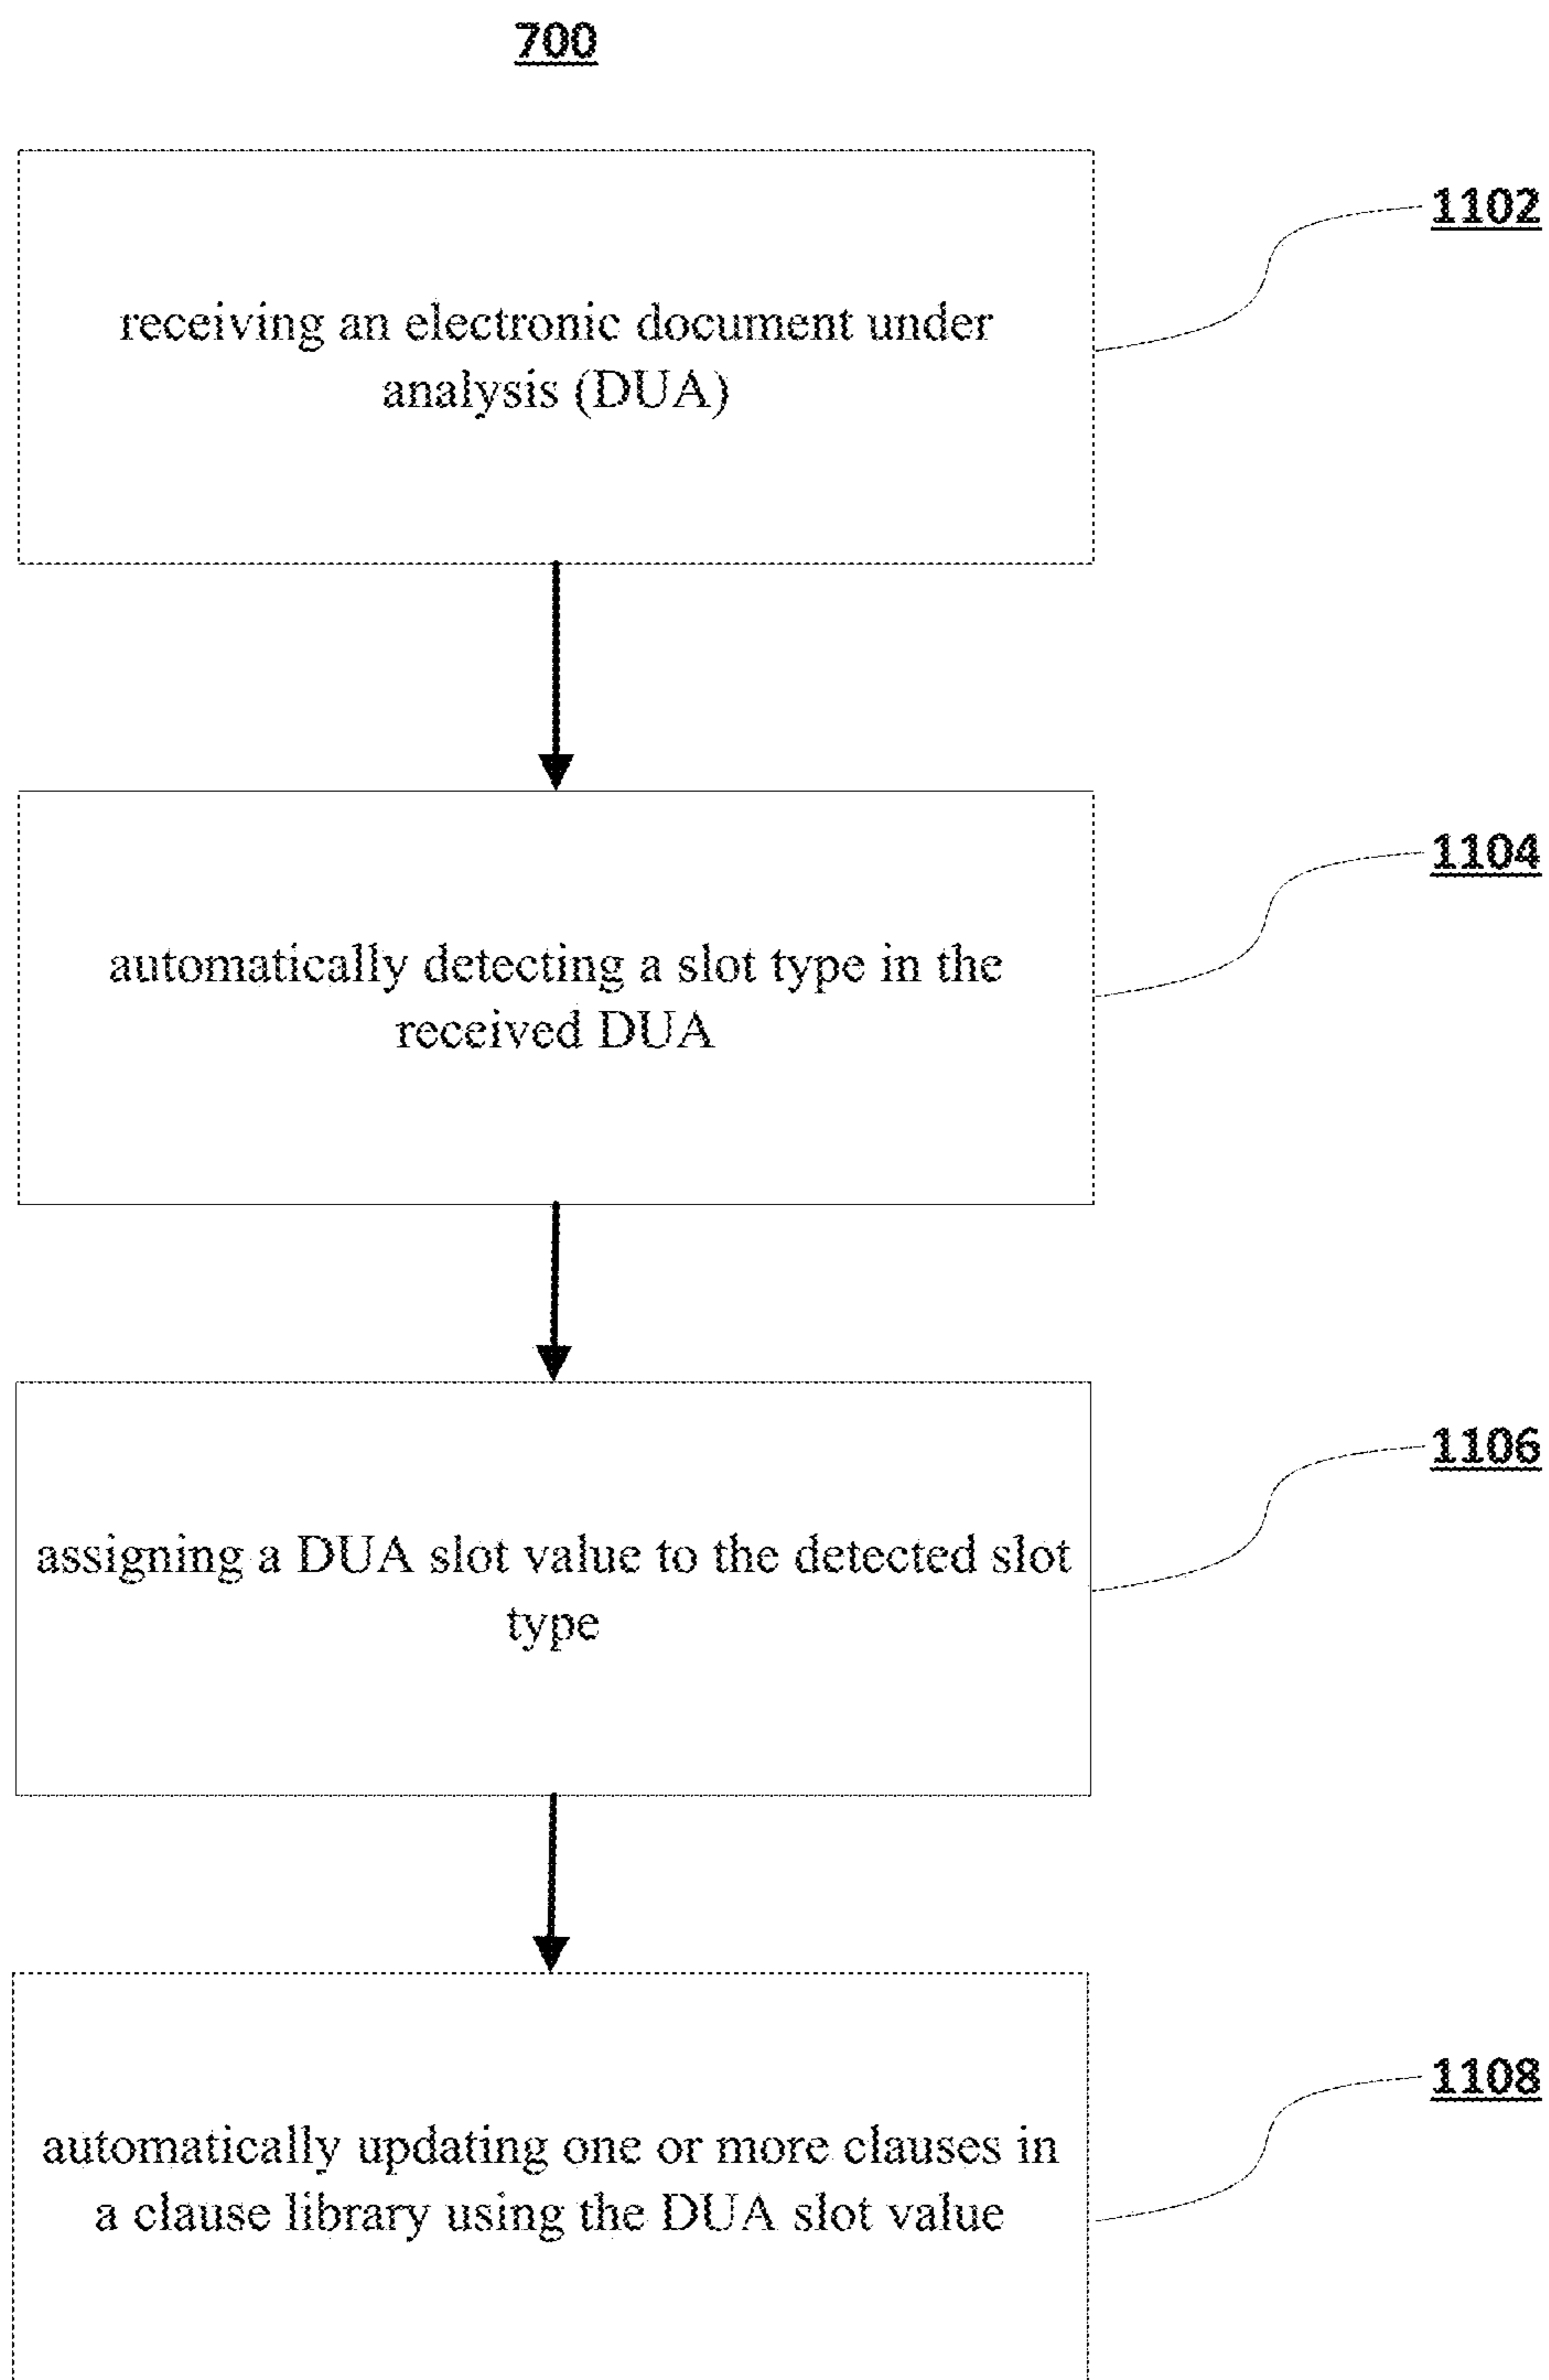 700
1102
receiving an electronic document under
analysis (DUA)
1104
automatically detecting a slot type in the
received DUA
1106
assigning a DUA slot value to the detected slot
type
1108
automatically updating one or more clauses in
a clause library using the DUA slot value